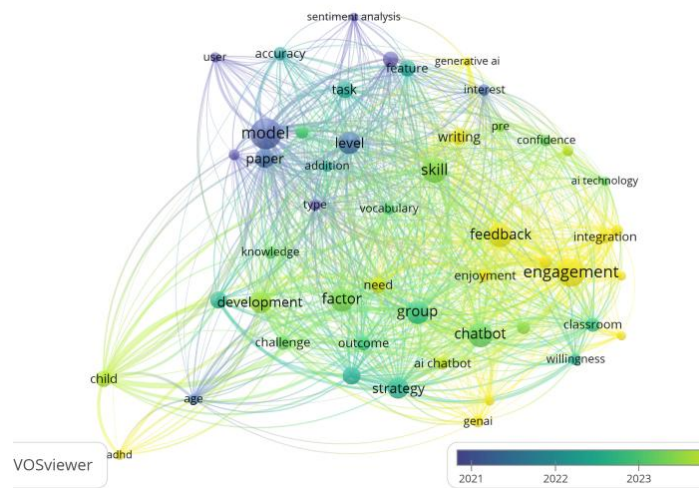 sentiment analysis
user
accuracy
feature
generative ai
task
interest
model
level
writing
pre
confidence
paper
addition
skill
ai technology
type
vocabulary
feedback
integration
knowledge
need
enjoyment
engagement
development
factor
group
chatbot
classroom
challenge
outcome
willingness
ai chatbot
child
strategy
age
genai
adhd
VOSviewer
2021 2022 2023